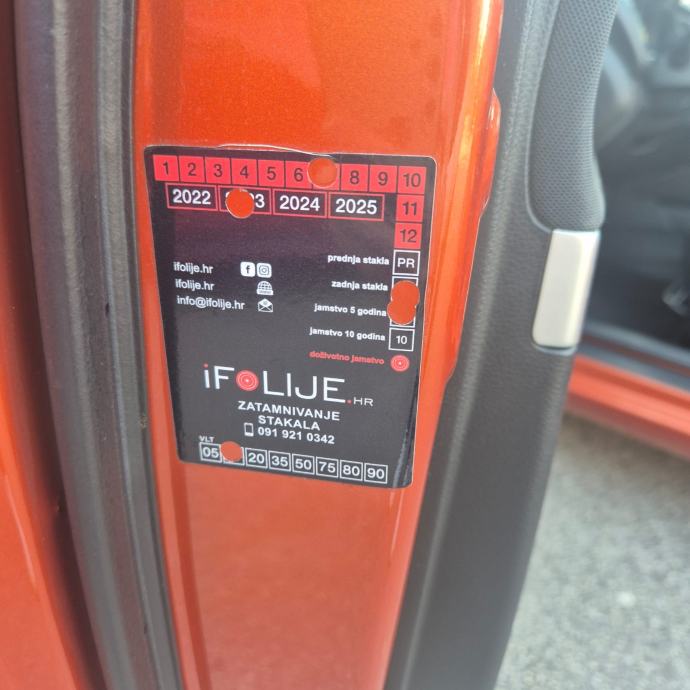 1 2 3 4 5 6 8 9 10
2022 3 2024 2025 11
12
prednja stakla PR
ifolije.hr
zadnja stakla
ifolije.hr
jamstvo 5 godina
info@ifolije.hr
jamstvo 10 godina 10
doživotno jamstvo
iFOLIJE.HR
ZATAMNIVANJE
STAKALA
091 921 0342
VLT
05 20 35 50 75 80 90